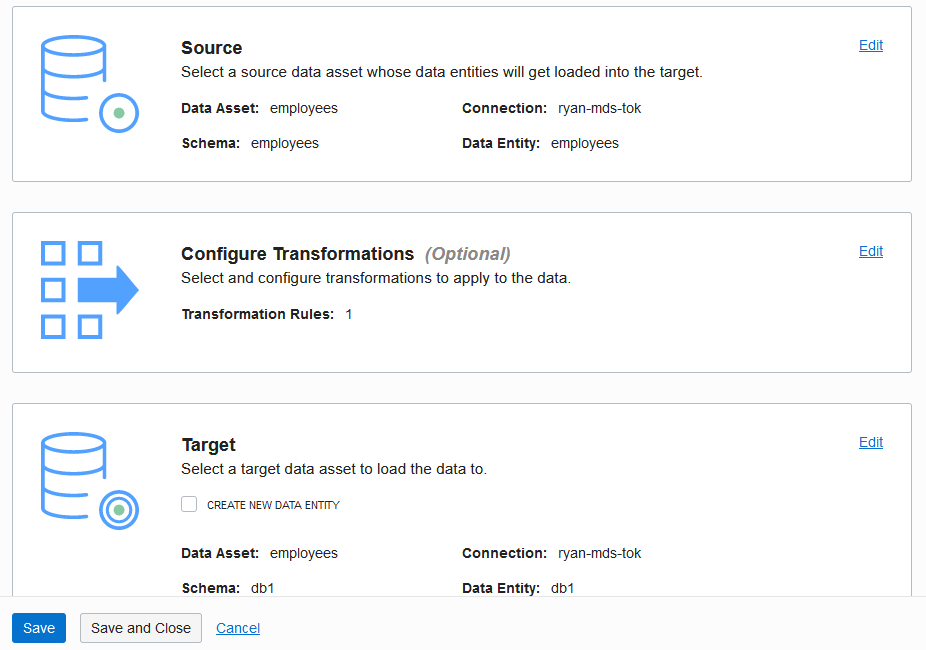 Source
Edit
Select a source data asset whose data entities will get loaded into the target.
Data Asset: employees Connection: ryan-mds-tok
Schema: employees Data Entity: employees
Configure Transformations (Optional)
Edit
Select and configure transformations to apply to the data.
Transformation Rules: 1
Target
Edit
Select a target data asset to load the data to.
CREATE NEW DATA ENTITY
Data Asset: employees Connection: ryan-mds-tok
Schema: db1 Data Entity: db1
Save Save and Close Cancel